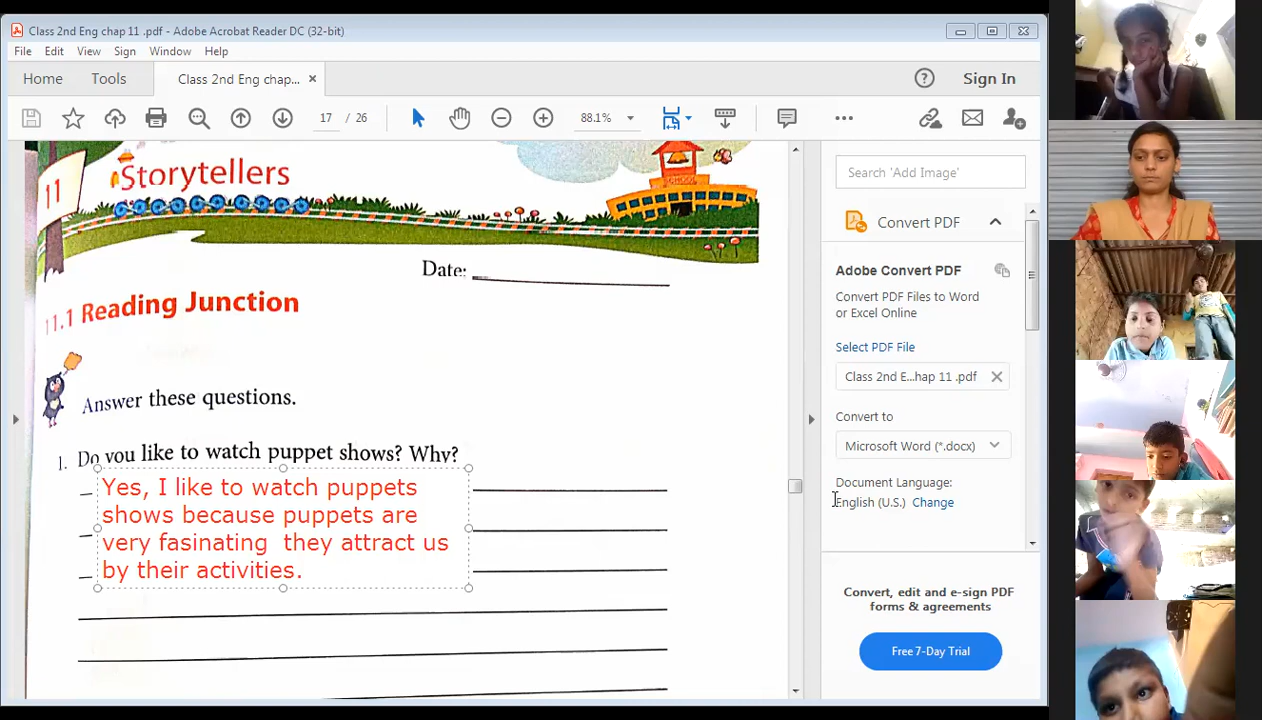 Class 2nd Eng chap 11 .pdf - Adobe Acrobat Reader DC (32-bit)
File Edit View Sign Window Help
Home Tools Class 2nd Eng chap... × Sign In
17 / 26 88.1%
11
Storytellers
SCHOOL
Date:
11.1 Reading Junction
Answer these questions.
1. Do you like to watch puppet shows? Why?
Yes, I like to watch puppets
shows because puppets are
very fasinating they attract us
by their activities.
Search 'Add Image'
Convert PDF
Adobe Convert PDF
Convert PDF Files to Word
or Excel Online
Select PDF File
Class 2nd E...hap 11 .pdf
Convert to
Microsoft Word (*.docx)
Document Language:
English (U.S.) Change
Convert, edit and e-sign PDF
forms & agreements
Free 7-Day Trial